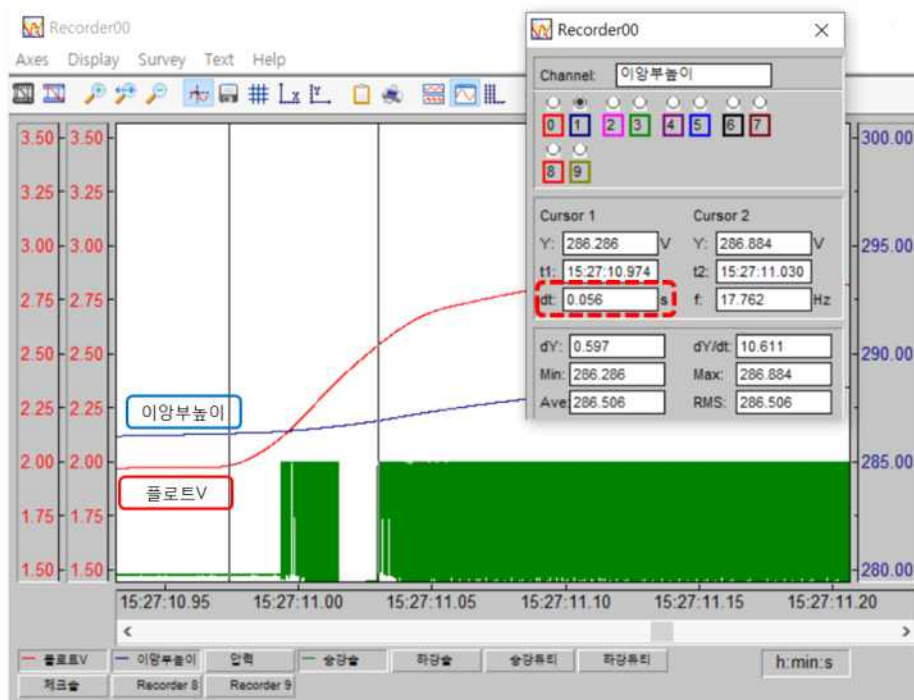 Recorder00
Axes Display Survey Text Help
Recorder00
Channel: 이앙부높이
0 1 2 3 4 5 6 7
8 9
Cursor 1 Cursor 2
Y: 286.286 V Y: 286.884 V
t1: 15:27:10.974 t2: 15:27:11.030
dt: 0.056 s f: 17.762 Hz
dY: 0.597 dY/dt: 10.611
Min: 286.286 Max: 286.884
Ave: 286.506 RMS: 286.506
3.50 3.50 300.00
3.25 3.25
3.00 3.00 295.00
2.75 2.75
2.50 2.50 290.00
2.25 2.25
이앙부높이
2.00 2.00 285.00
플로트V
1.75 1.75
1.50 1.50 280.00
15:27:10.95 15:27:11.00 15:27:11.05 15:27:11.10 15:27:11.15 15:27:11.20
플로트V 이앙부높이 압력 승강솔 하강솔 승강듀티 하강듀티 h:min:s
체크솔 Recorder 8 Recorder 9